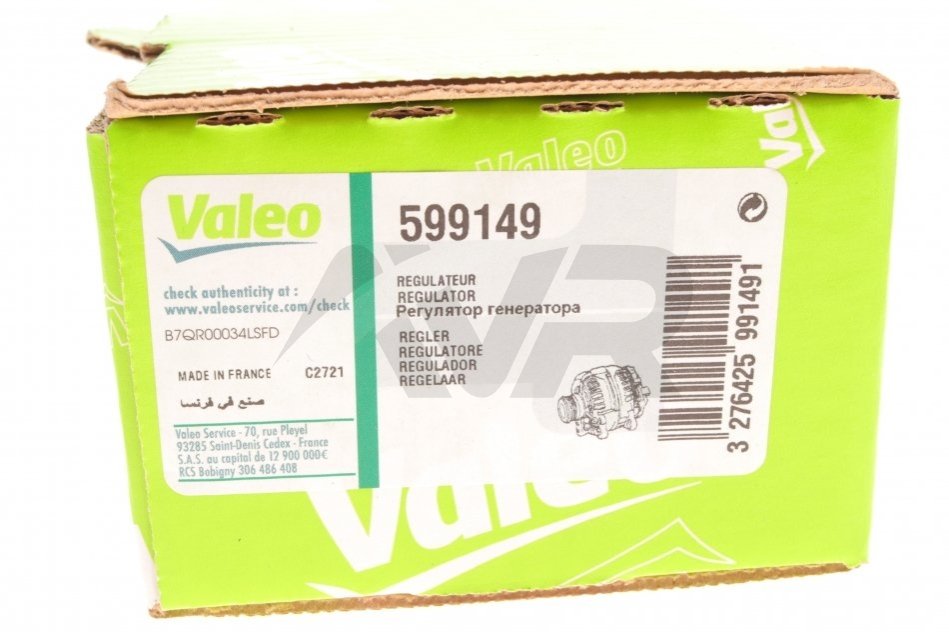 Valeo
Valeo
Valeo
599149
check authenticity at :
www.valeoservice.com/check
B7QR00034LSFD
MADE IN FRANCE C2721
صنع في فرنسا
Valeo Service - 70, rue Pleyel
93285 Saint-Denis Cedex - France
S.A.S. au capital de 12 900 000€
RCS Bobigny 306 486 408
REGULATEUR
REGULATOR
Регулятор генератора
REGLER
REGULATORE
REGULADOR
REGELAAR
3 276425 991491
VR
Valeo